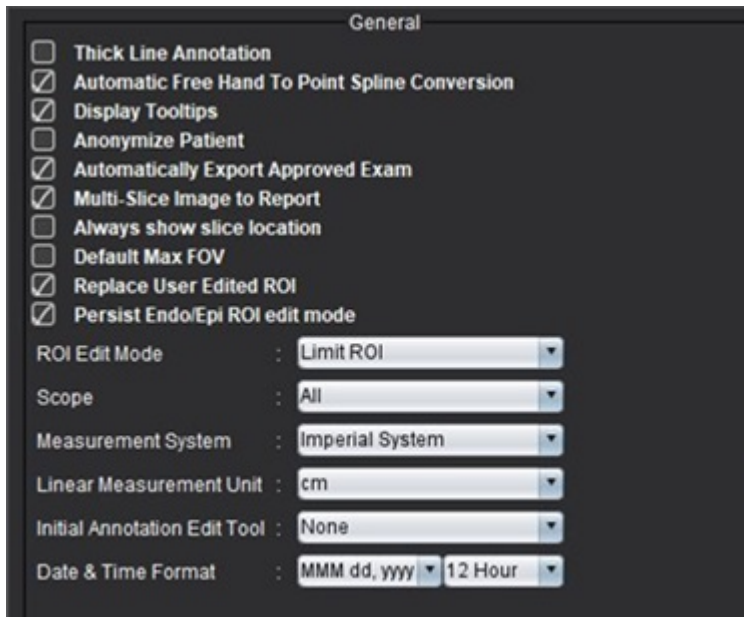 General
Thick Line Annotation
Automatic Free Hand To Point Spline Conversion
Display Tooltips
Anonymize Patient
Automatically Export Approved Exam
Multi-Slice Image to Report
Always show slice location
Default Max FOV
Replace User Edited ROI
Persist Endo/Epi ROI edit mode
ROI Edit Mode : Limit ROI
Scope : All
Measurement System : Imperial System
Linear Measurement Unit : cm
Initial Annotation Edit Tool : None
Date & Time Format : MMM dd, yyyy 12 Hour